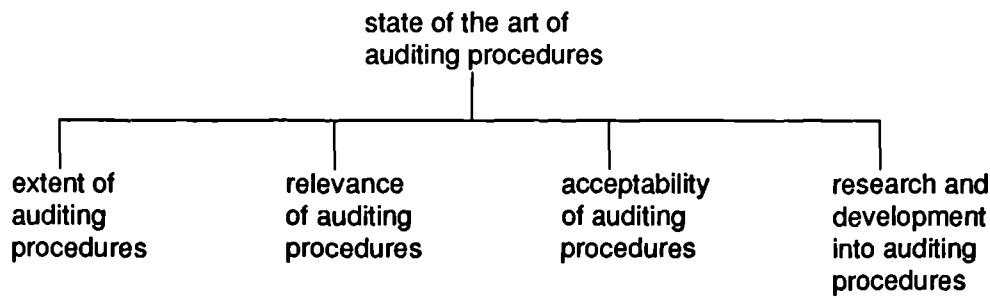 state of the art of
auditing procedures
extent of
auditing
procedures
relevance
of auditing
procedures
acceptability
of auditing
procedures
research and
development
into auditing
procedures